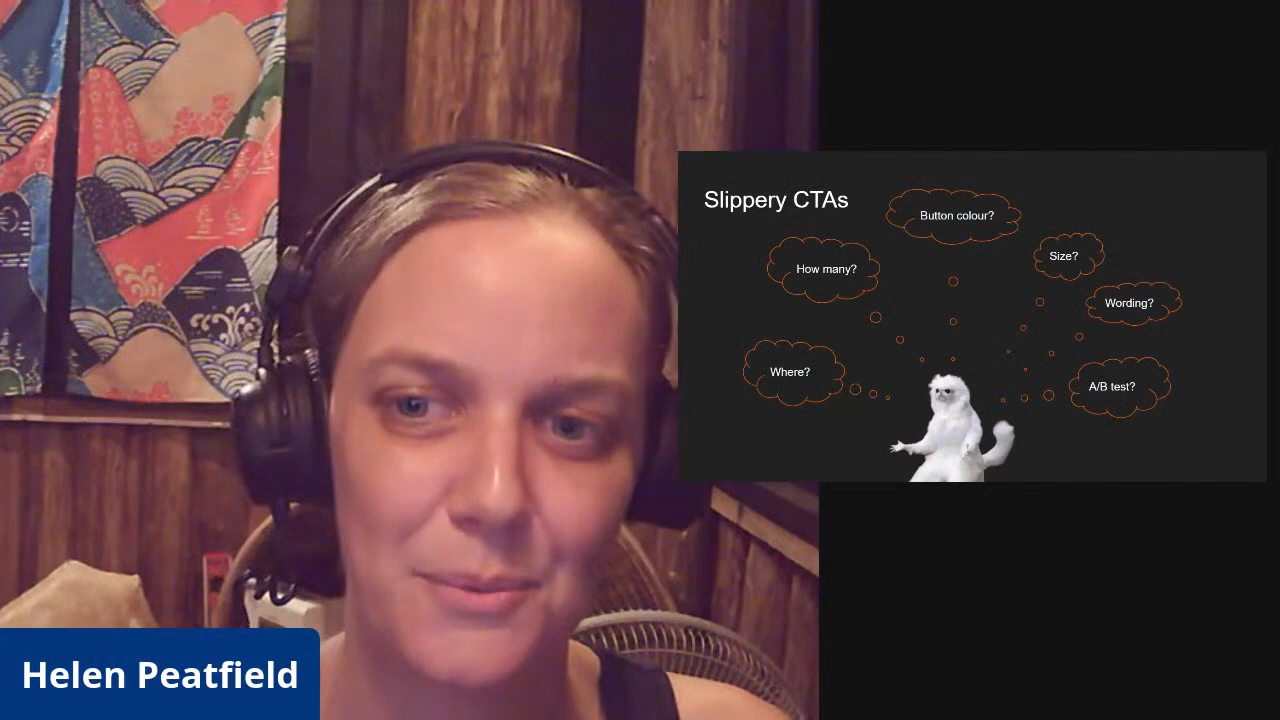 Slippery CTAs
Button colour?
How many?
Size?
Wording?
Where?
A/B test?
Helen Peatfield